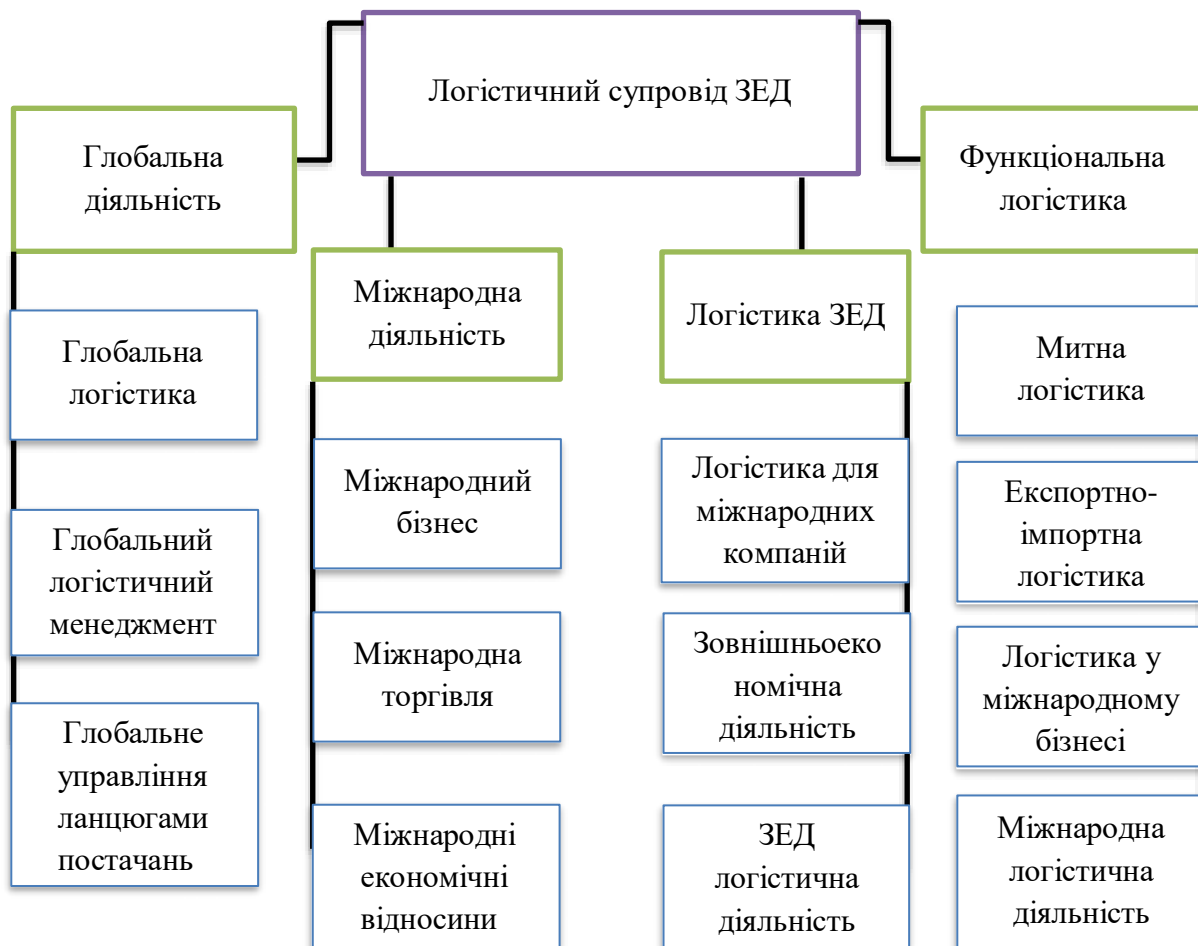 Логістичний супровід ЗЕД
Глобальна
діяльність
Функціональна
логістика
Міжнародна
діяльність
Логістика ЗЕД
Глобальна
логістика
Глобальний
логістичний
менеджмент
Глобальне
управління
ланцюгами
постачань
Міжнародний
бізнес
Міжнародна
торгівля
Міжнародні
економічні
відносини
Логістика для
міжнародних
компаній
Зовнішньоеко
номічна
діяльність
ЗЕД
логістична
діяльність
Митна
логістика
Експортно-
імпортна
логістика
Логістика у
міжнародному
бізнесі
Міжнародна
логістична
діяльність